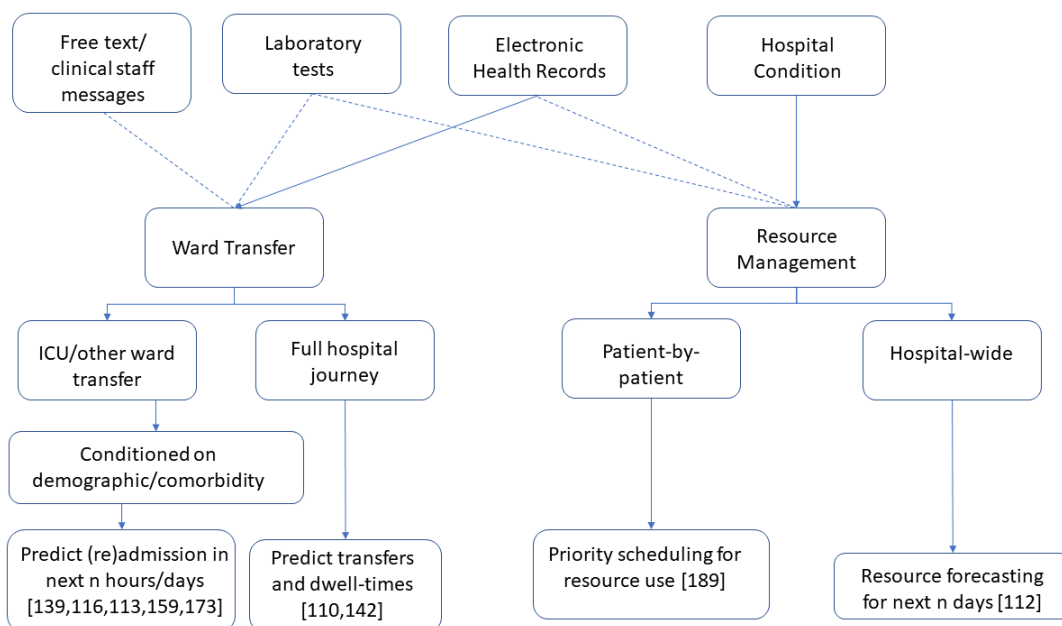 Free text/
clinical staff
messages
Laboratory
tests
Electronic
Health Records
Hospital
Condition
Ward Transfer
Resource
Management
ICU/other ward
transfer
Full hospital
journey
Patient-by-
patient
Hospital-wide
Conditioned on
demographic/comorbidity
Predict (re)admission in
next n hours/days
[139,116,113,159,173]
Predict transfers
and dwell-times
[110,142]
Priority scheduling for
resource use [189]
Resource forecasting
for next n days [112]